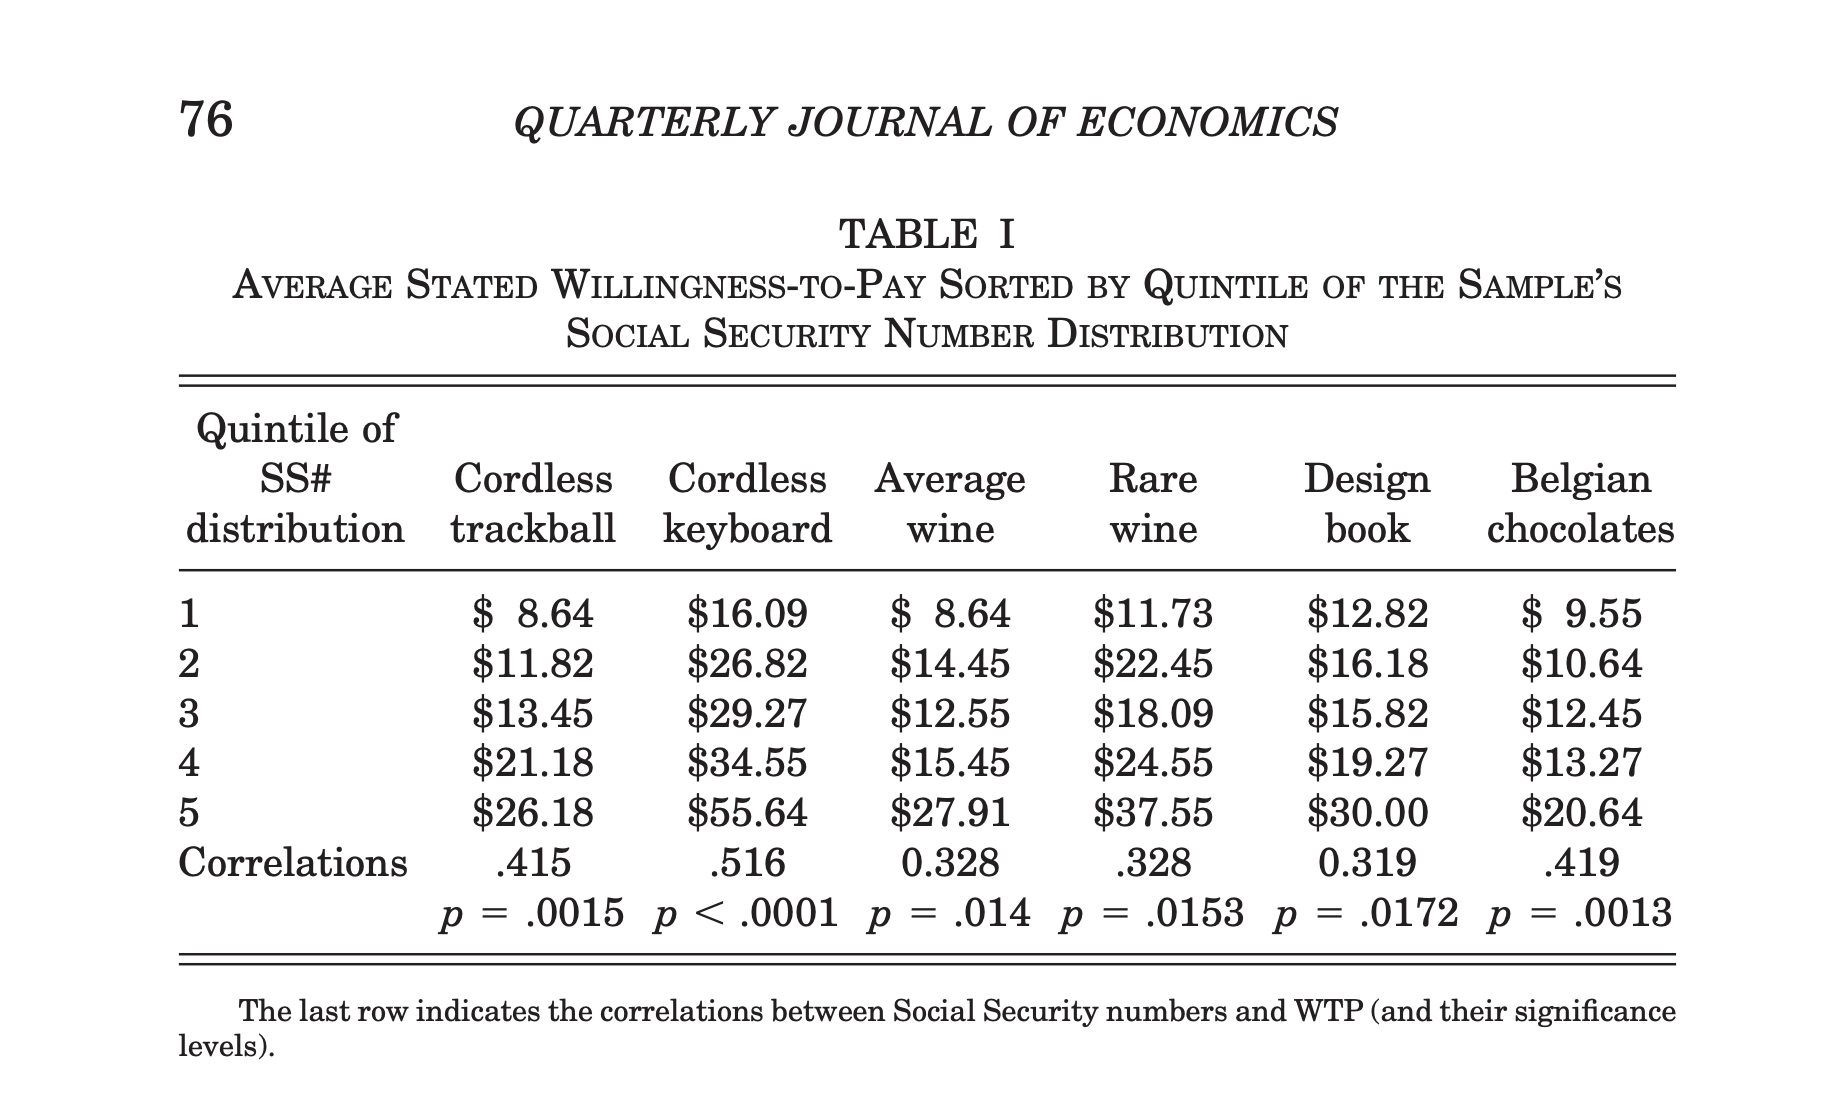 76 QUARTERLY JOURNAL OF ECONOMICS
TABLE I
AVERAGE STATED WILLINGNESS-TO-PAY SORTED BY QUINTILE OF THE SAMPLE’S
SOCIAL SECURITY NUMBER DISTRIBUTION
Quintile of
SS# Cordless Cordless Average Rare Design Belgian
distribution trackball keyboard wine wine book chocolates
1 $ 8.64 $16.09 $ 8.64 $11.73 $12.82 $ 9.55
2 $11.82 $26.82 $14.45 $22.45 $16.18 $10.64
3 $13.45 $29.27 $12.55 $18.09 $15.82 $12.45
4 $21.18 $34.55 $15.45 $24.55 $19.27 $13.27
5 $26.18 $55.64 $27.91 $37.55 $30.00 $20.64
Correlations .415 .516 0.328 .328 0.319 .419
p = .0015 p < .0001 p = .014 p = .0153 p = .0172 p = .0013
The last row indicates the correlations between Social Security numbers and WTP (and their significance
levels).